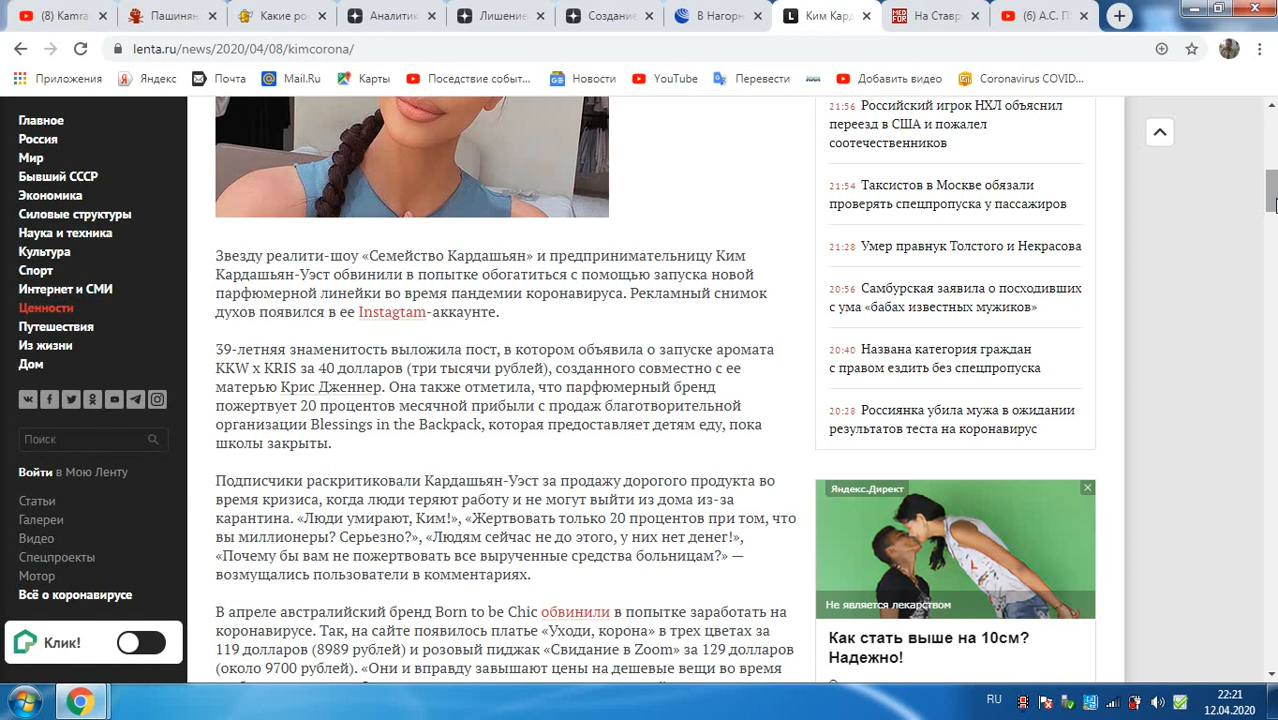 (8) Kamra
Пашинян
Какие ро
Аналитик
Лишение
Создание
В Нагорн
L
Ким Кард
MED
FOR
На Ставр
(6) А.С. П
lenta.ru/news/2020/04/08/kimcorona/
Приложения
Яндекс
Почта
Mail.Ru
Карты
Поседствие событ...
Новости
YouTube
Перевести
Добавить видео
Coronavirus COVID...
Главное
Россия
Мир
Бывший СССР
Экономика
Силовые структуры
Наука и техника
Культура
Спорт
Интернет и СМИ
Ценности
Путешествия
Из жизни
Дом
Поиск
Войти в Мою Ленту
Статьи
Галереи
Видео
Спецпроекты
Мотор
Всё о коронавирусе
Клик!
Звезду реалити-шоу «Семейство Кардашьян» и предпринимательницу Ким
Кардашьян-Уэст обвинили в попытке обогатиться с помощью запуска новой
парфюмерной линейки во время пандемии коронавируса. Рекламный снимок
духов появился в ее Instagtam-аккаунте.
39-летняя знаменитость выложила пост, в котором объявила о запуске аромата
KKW x KRIS за 40 долларов (три тысячи рублей), созданного совместно с ее
матерью Крис Дженнер. Она также отметила, что парфюмерный бренд
пожертвует 20 процентов месячной прибыли с продаж благотворительной
организации Blessings in the Backpack, которая предоставляет детям еду, пока
школы закрыты.
Подписчики раскритиковали Кардашьян-Уэст за продажу дорогого продукта во
время кризиса, когда люди теряют работу и не могут выйти из дома из-за
карантина. «Люди умирают, Ким!», «Жертвовать только 20 процентов при том, что
вы миллионеры? Серьезно?», «Людям сейчас не до этого, у них нет денег!»,
«Почему бы вам не пожертвовать все вырученные средства больницам?» —
возмущались пользователи в комментариях.
В апреле австралийский бренд Born to be Chic обвинили в попытке заработать на
коронавирусе. Так, на сайте появилось платье «Уходи, корона» в трех цветах за
119 долларов (8989 рублей) и розовый пиджак «Свидание в Zoom» за 129 долларов
(около 9700 рублей). «Они и вправду завышают цены на дешевые вещи во время
21:56 Российский игрок НХЛ объяснил
переезд в США и пожалел
соотечественников
21:54 Таксистов в Москве обязали
проверять спецпропуска у пассажиров
21:28 Умер правнук Толстого и Некрасова
20:56 Самбурская заявила о посходивших
с ума «бабах известных мужиков»
20:40 Названа категория граждан
с правом ездить без спецпропуска
20:28 Россиянка убила мужа в ожидании
результатов теста на коронавирус
Яндекс.Директ
Не является лекарством
Как стать выше на 10см?
Надежно!
RU
22:21
12.04.2020